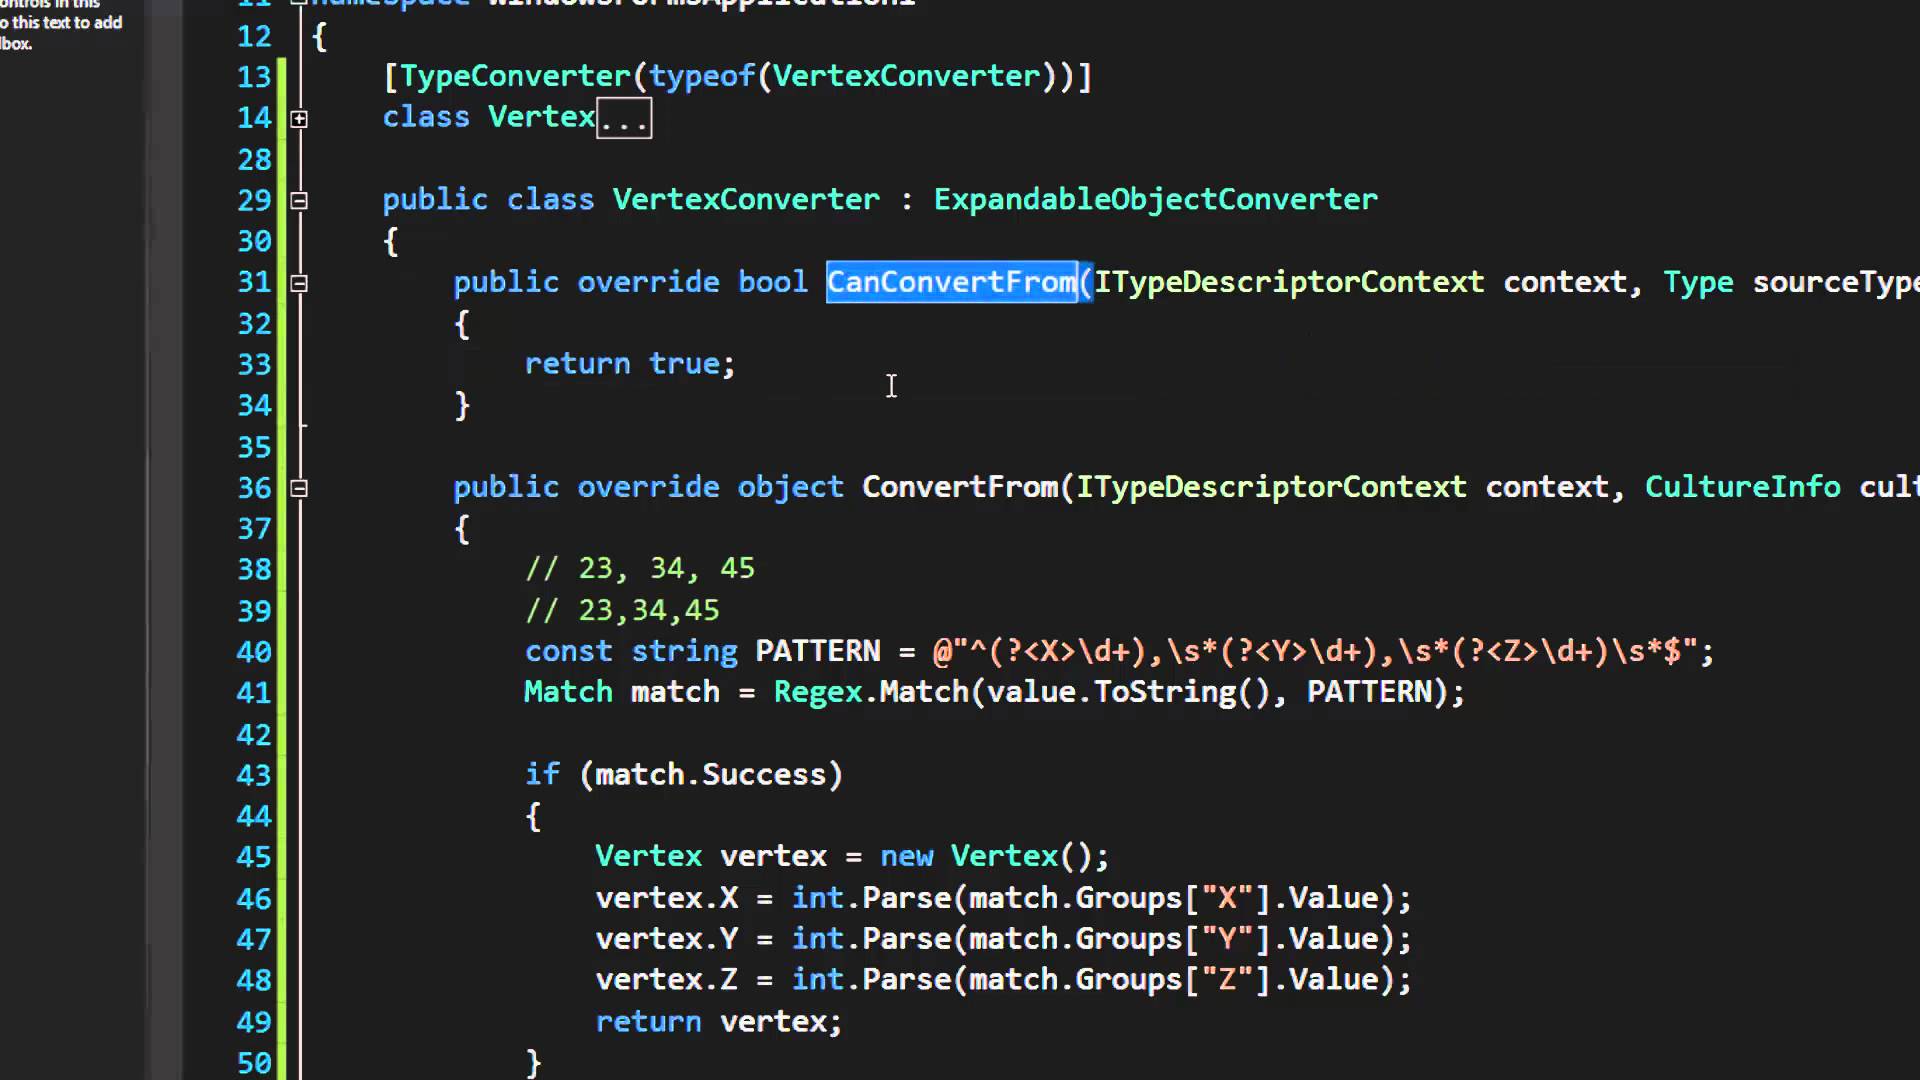 ontrols in this
o this text to add
lbox.
11 namespace WindowsFormsApplication1
12 {
13 [TypeConverter(typeof(VertexConverter))]
14 class Vertex...
28
29 public class VertexConverter : ExpandableObjectConverter
30 {
31 public override bool CanConvertFrom(ITypeDescriptorContext context, Type sourceType
32 {
33 return true;
34 }
35
36 public override object ConvertFrom(ITypeDescriptorContext context, CultureInfo cult
37 {
38 // 23, 34, 45
39 // 23,34,45
40 const string PATTERN = @"^(?<X>\d+),\s*(?<Y>\d+),\s*(?<Z>\d+)\s*$";
41 Match match = Regex.Match(value.ToString(), PATTERN);
42
43 if (match.Success)
44 {
45 Vertex vertex = new Vertex();
46 vertex.X = int.Parse(match.Groups["X"].Value);
47 vertex.Y = int.Parse(match.Groups["Y"].Value);
48 vertex.Z = int.Parse(match.Groups["Z"].Value);
49 return vertex;
50 }